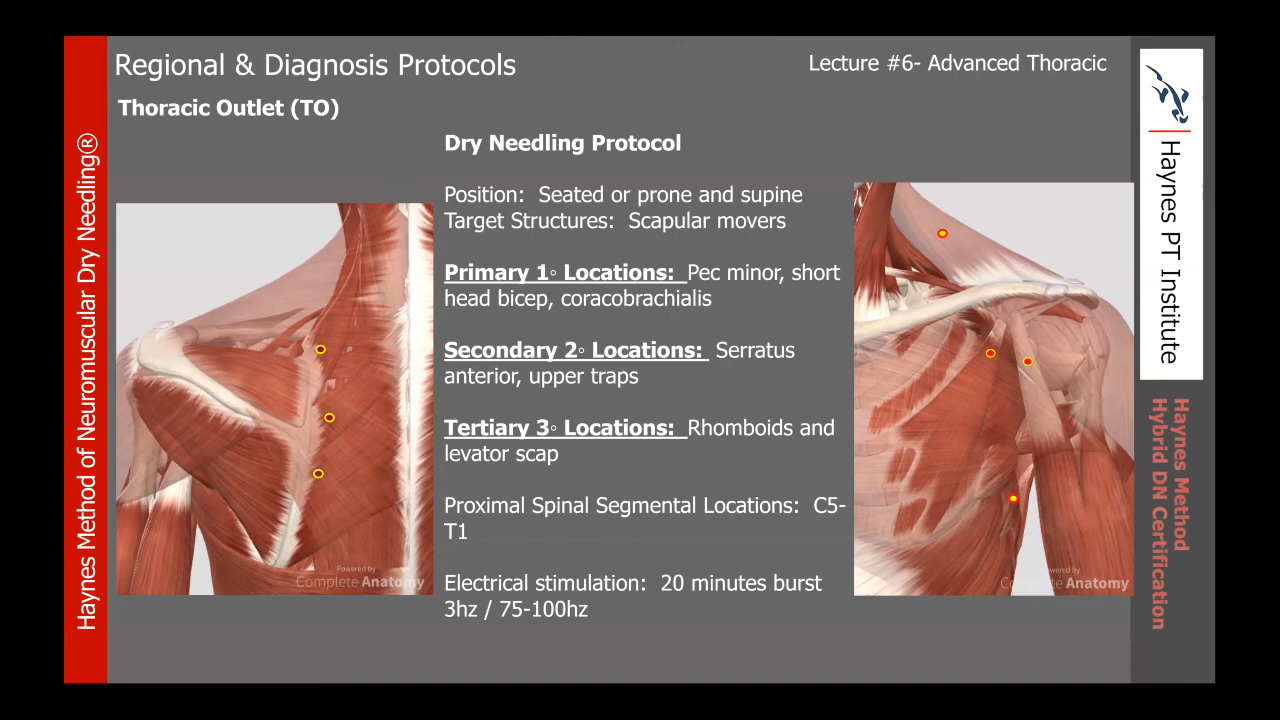 Regional & Diagnosis Protocols
Lecture #6- Advanced Thoracic
Thoracic Outlet (TO)
Dry Needling Protocol
Position: Seated or prone and supine
Target Structures: Scapular movers
Primary 1◦ Locations: Pec minor, short
head bicep, coracobrachialis
Secondary 2◦ Locations: Serratus
anterior, upper traps
Tertiary 3◦ Locations: Rhomboids and
levator scap
Proximal Spinal Segmental Locations: C5-
T1
Electrical stimulation: 20 minutes burst
3hz / 75-100hz
Haynes Method of Neuromuscular Dry Needling®
Powered by
Complete Anatomy
Anatomy
Haynes PT Institute
Haynes Method
Hybrid DN Certification